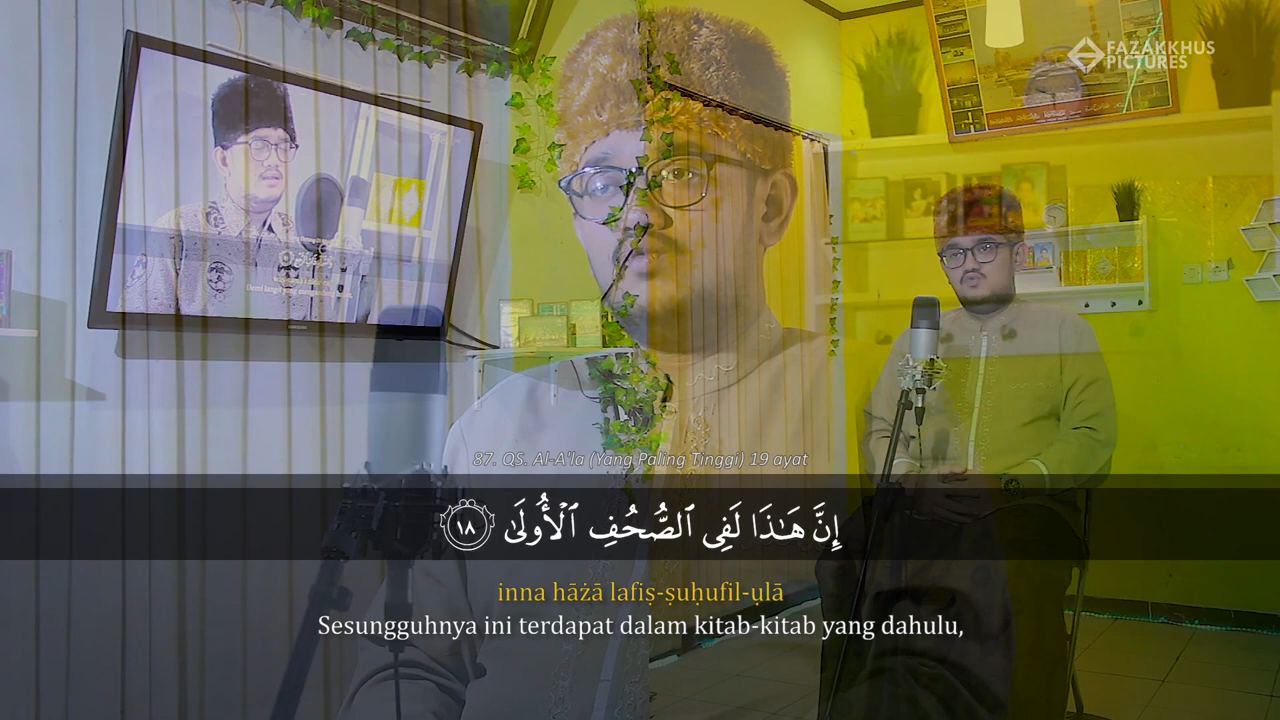 FAZAKKHUS
PICTURES
87. QS. Al-A'la (Yang Paling Tinggi) 19 ayat
إِنَّ هَـٰذَا لَفِى ٱلصُّحُفِ ٱلْأُولَىٰ ١٨
inna hāżā lafiṣ-ṣuḥufil-ụlā
Sesungguhnya ini terdapat dalam kitab-kitab yang dahulu,